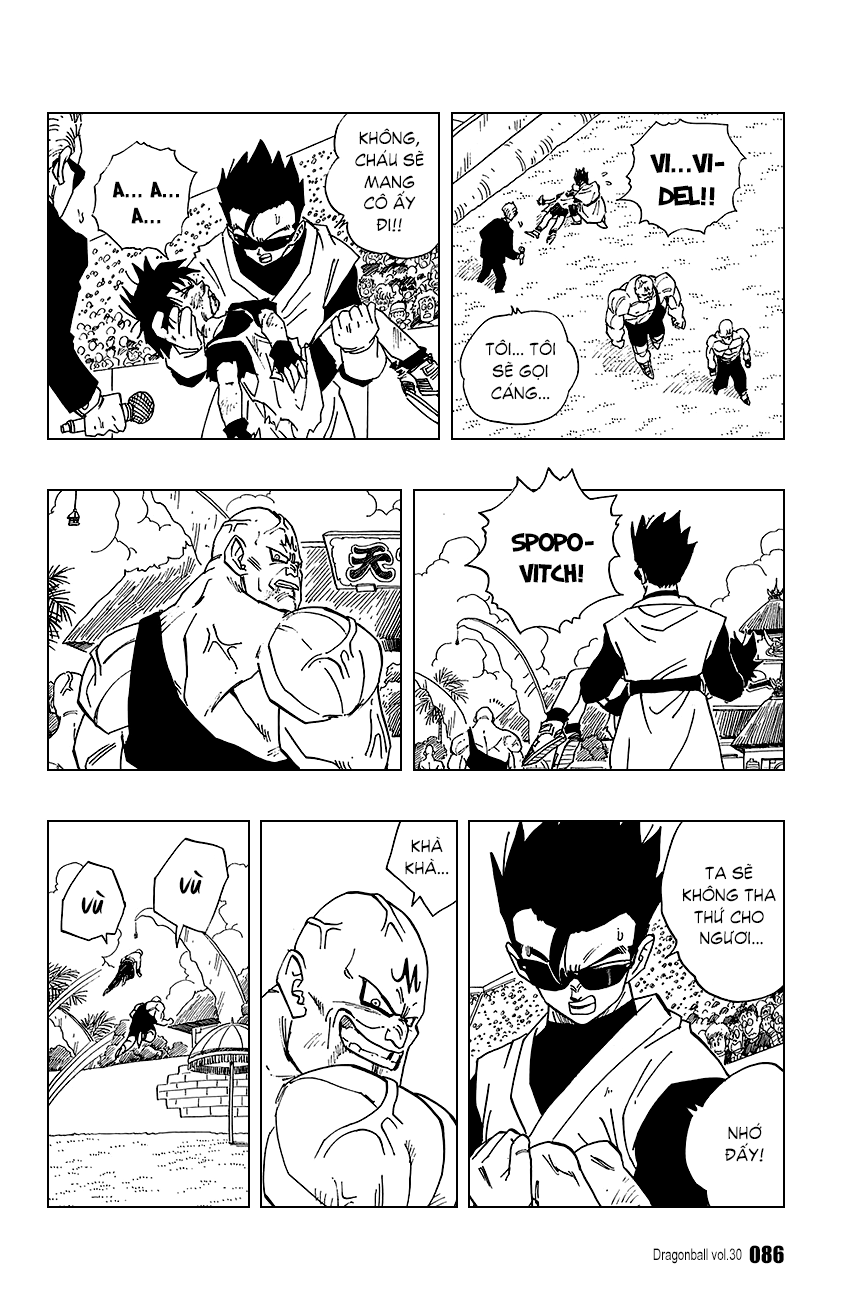 VI...VI-
DEL!!
TÔI... TÔI
SẼ GỌI
CÁNG...
KHÔNG,
CHÁU SẼ
MANG
CÔ ẤY
ĐI!!
A... A...
A...
SPOPO-
VITCH!
天
TA SẼ
KHÔNG THA
THỨ CHO
NGƯƠI...
NHỚ
ĐẤY!
KHÀ
KHÀ...
VÙ
VÙ
Dragonball vol.30 086